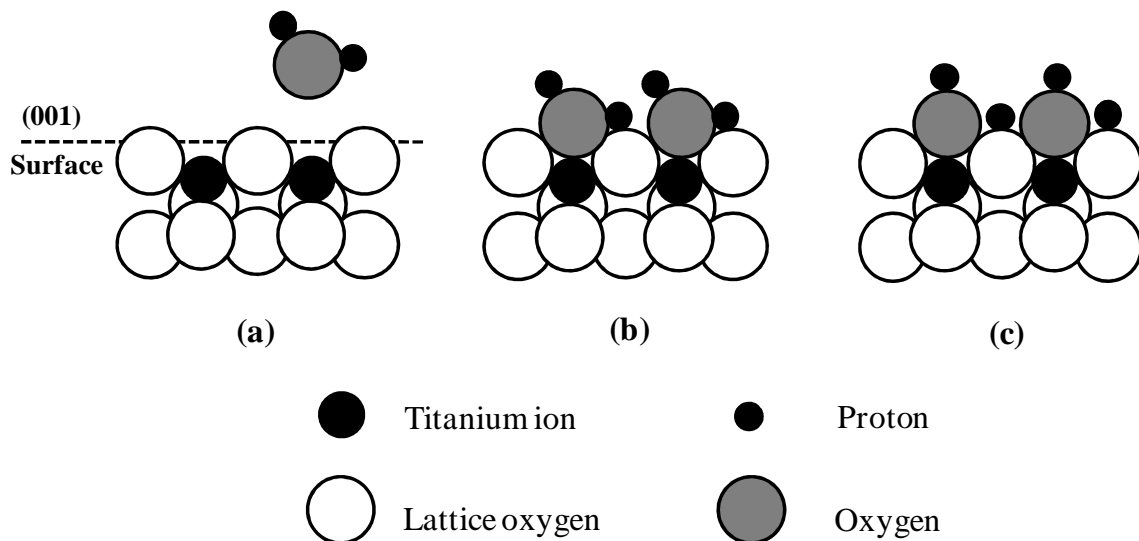 (001)
Surface
(a)
(b)
(c)
Titanium ion
Proton
Lattice oxygen
Oxygen